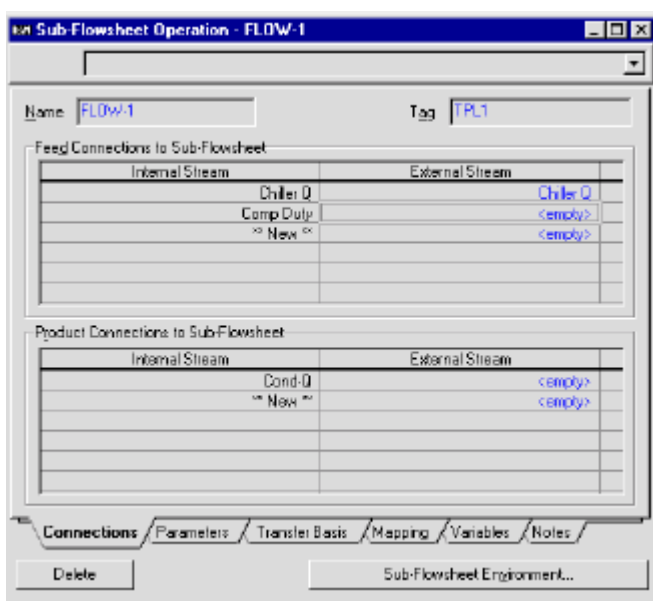 Sub-Flowsheet Operation - FLOW-1
Name FLOW-1 Tag TPL1
Feed Connections to Sub-Flowsheet
Internal Stream External Stream
Chiller Q Chiller Q
Comp Duty <empty>
** New ** <empty>
Product Connections to Sub-Flowsheet
Internal Stream External Stream
Cond-Q <empty>
** New ** <empty>
Connections Parameters Transfer Basis Mapping Variables Notes
Delete Sub-Flowsheet Environment...